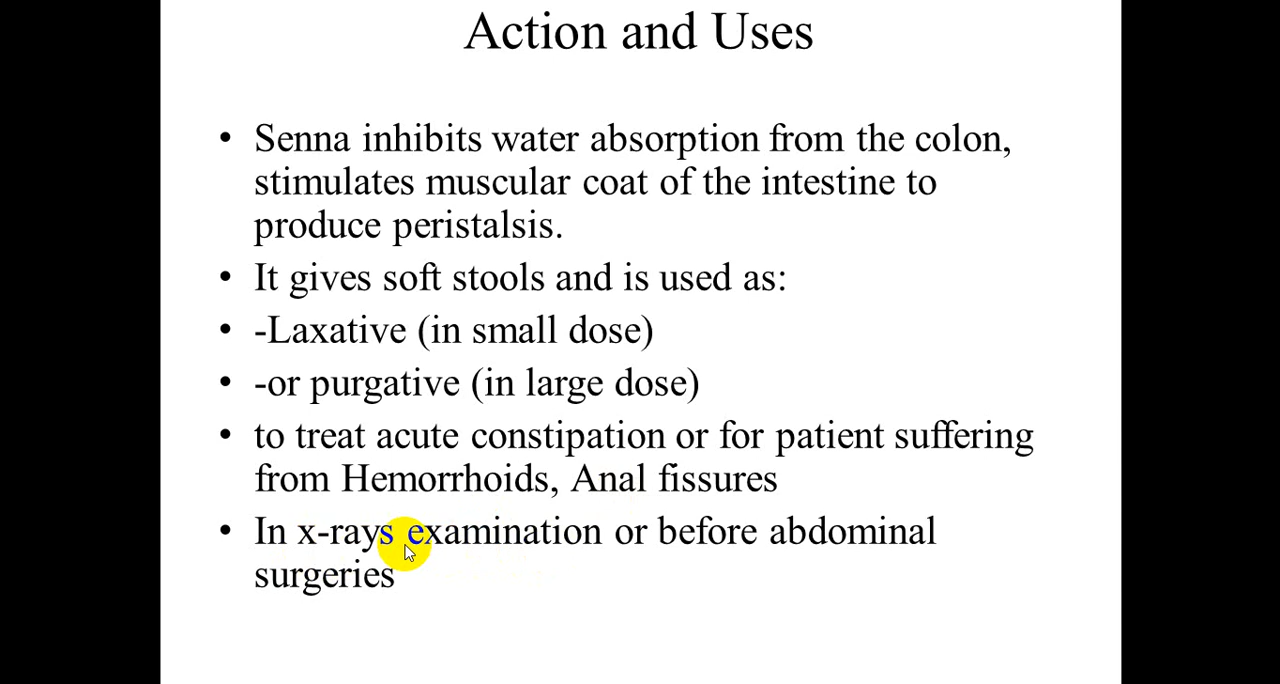 Action and Uses
• Senna inhibits water absorption from the colon,
stimulates muscular coat of the intestine to
produce peristalsis.
• It gives soft stools and is used as:
• -Laxative (in small dose)
• -or purgative (in large dose)
• to treat acute constipation or for patient suffering
from Hemorrhoids, Anal fissures
• In x-rays examination or before abdominal
surgeries